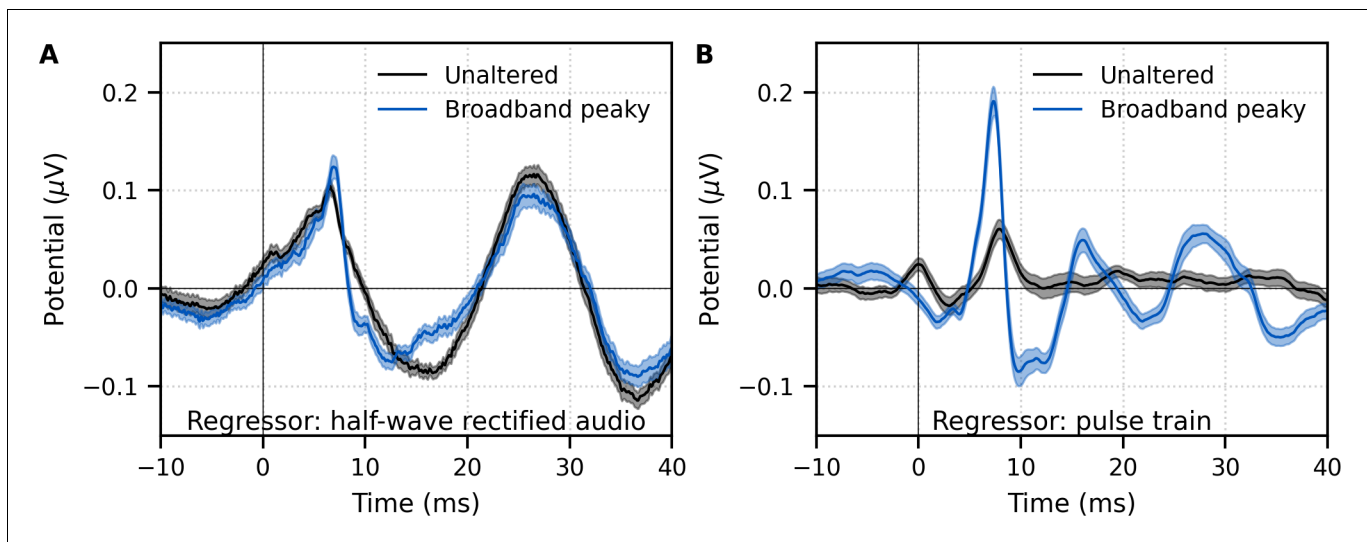 A
Unaltered
Broadband peaky
0.2
0.1
0.0
−0.1
Potential (μV)
Regressor: half-wave rectified audio
−10 0 10 20 30 40
Time (ms)
B
Unaltered
Broadband peaky
0.2
0.1
0.0
−0.1
Potential (μV)
Regressor: pulse train
−10 0 10 20 30 40
Time (ms)